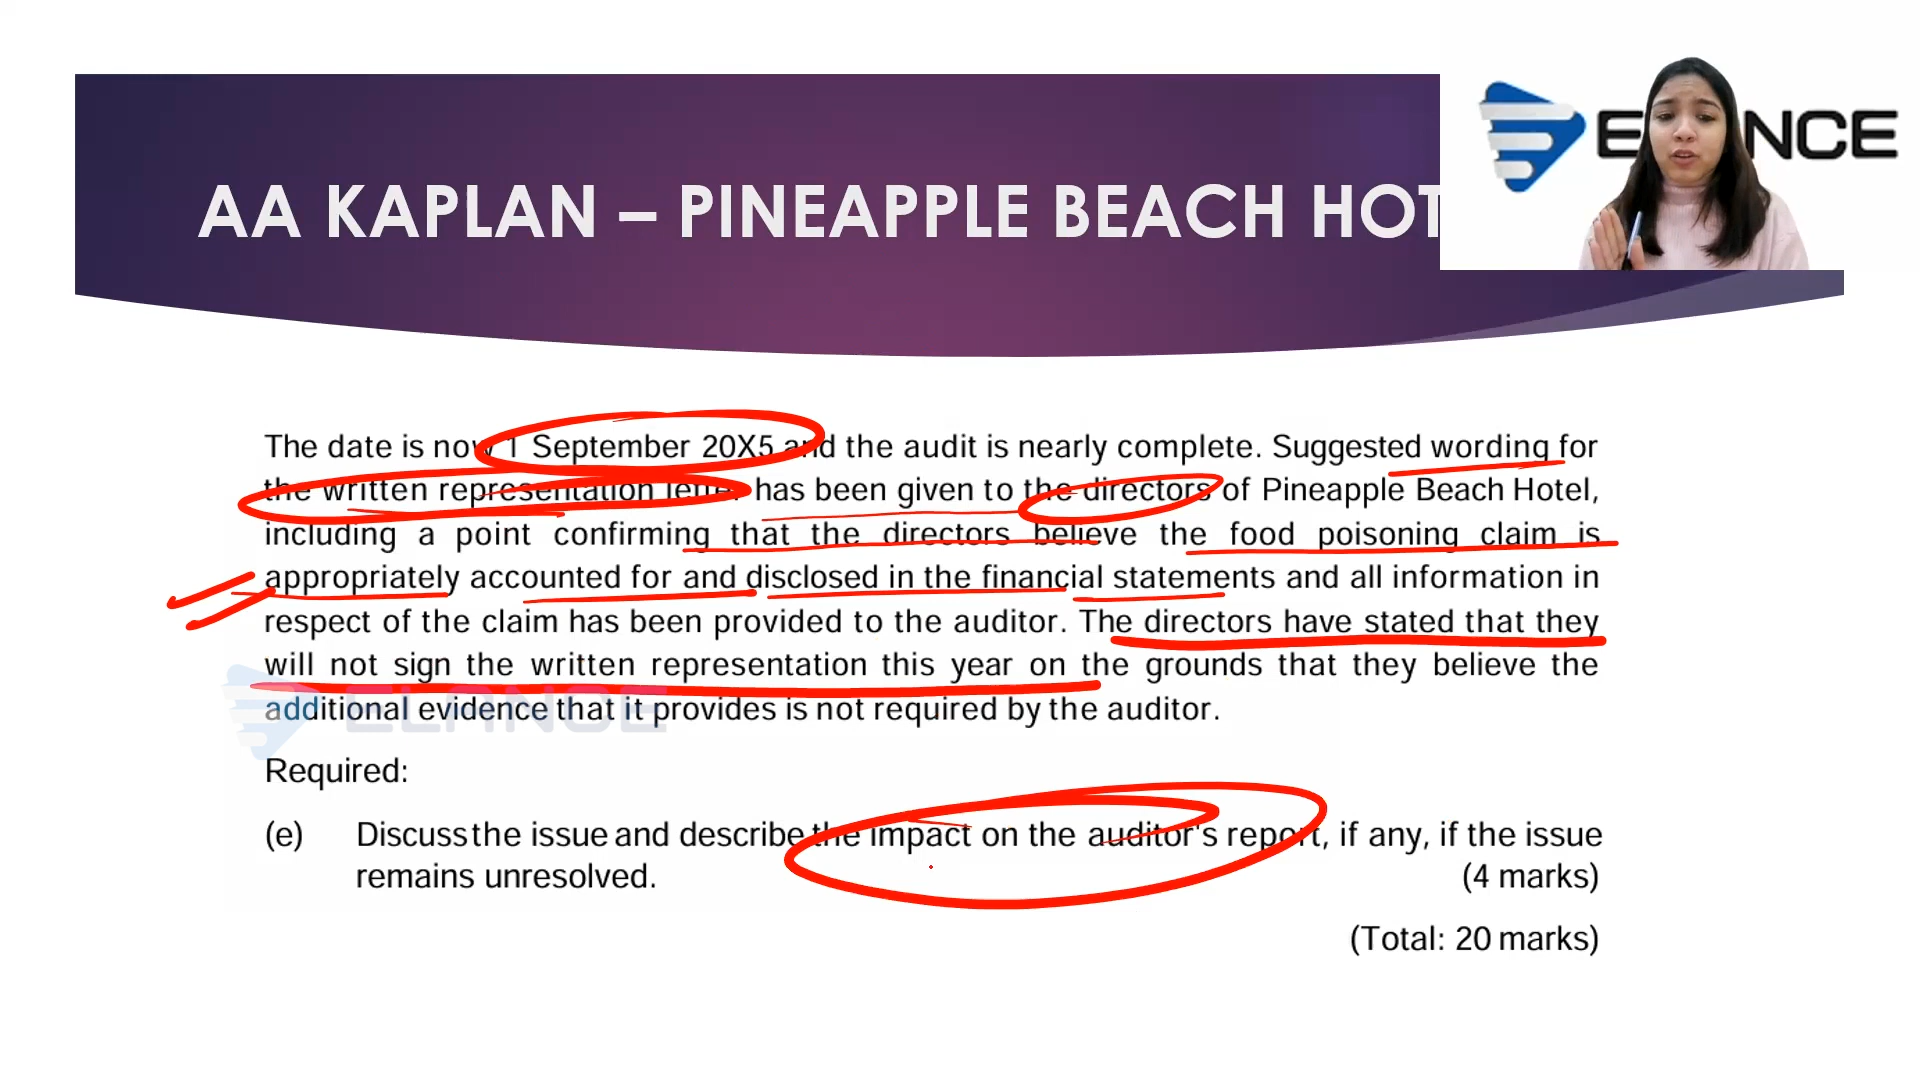 AA KAPLAN – PINEAPPLE BEACH HOT
E NCE
The date is now 1 September 20X5 and the audit is nearly complete. Suggested wording for
the written representation letter has been given to the directors of Pineapple Beach Hotel,
including a point confirming that the directors believe the food poisoning claim is
appropriately accounted for and disclosed in the financial statements and all information in
respect of the claim has been provided to the auditor. The directors have stated that they
will not sign the written representation this year on the grounds that they believe the
additional evidence that it provides is not required by the auditor.
ELANCE
Required:
(e) Discuss the issue and describe the impact on the auditor's report, if any, if the issue
remains unresolved. (4 marks)
(Total: 20 marks)